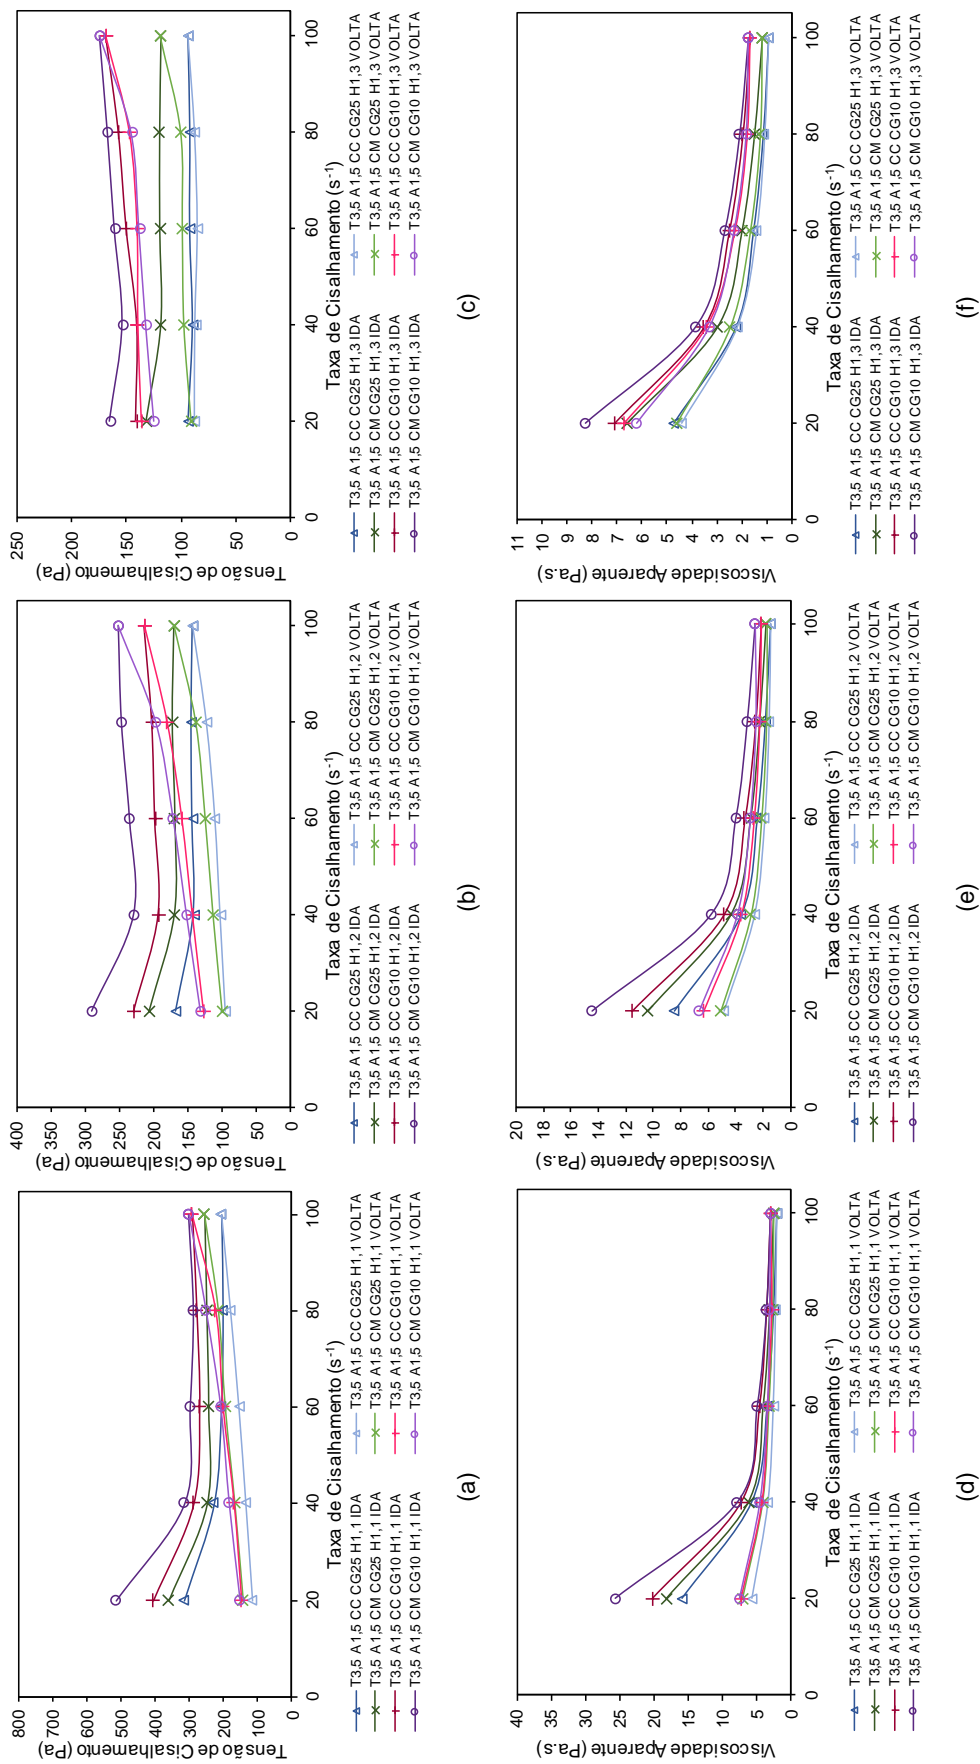 Tensão de Cisalhamento
(Pa)
800
700
600
500
400
300
200
100
0
20
40
60
80
100
Taxa de Cisalhamento (s⁻¹)
T3,5 A1,5 CC CG25 H1,1 IDA
T3,5 A1,5 CC CG25 H1,1 VOLTA
T3,5 A1,5 CM CG25 H1,1 IDA
T3,5 A1,5 CM CG25 H1,1 VOLTA
T3,5 A1,5 CC CG10 H1,1 IDA
T3,5 A1,5 CC CG10 H1,1 VOLTA
T3,5 A1,5 CM CG10 H1,1 IDA
T3,5 A1,5 CM CG10 H1,1 VOLTA
(a)
Tensão de Cisalhamento
(Pa)
400
350
300
250
200
150
100
50
0
0
20
40
60
80
100
Taxa de Cisalhamento (s⁻¹)
T3,5 A1,5 CC CG25 H1,2 IDA
T3,5 A1,5 CC CG25 H1,2 VOLTA
T3,5 A1,5 CM CG25 H1,2 IDA
T3,5 A1,5 CM CG25 H1,2 VOLTA
T3,5 A1,5 CC CG10 H1,2 IDA
T3,5 A1,5 CC CG10 H1,2 VOLTA
T3,5 A1,5 CM CG10 H1,2 IDA
T3,5 A1,5 CM CG10 H1,2 VOLTA
(b)
Tensão de Cisalhamento
(Pa)
250
200
150
100
50
0
0
20
40
60
80
100
Taxa de Cisalhamento (s⁻¹)
T3,5 A1,5 CC CG25 H1,3 IDA
T3,5 A1,5 CC CG25 H1,3 VOLTA
T3,5 A1,5 CM CG25 H1,3 IDA
T3,5 A1,5 CM CG25 H1,3 VOLTA
T3,5 A1,5 CC CG10 H1,3 IDA
T3,5 A1,5 CC CG10 H1,3 VOLTA
T3,5 A1,5 CM CG10 H1,3 IDA
T3,5 A1,5 CM CG10 H1,3 VOLTA
(c)
Viscosidade Aparente (Pa.s)
40
35
30
25
20
15
10
5
0
0
20
40
60
80
100
Taxa de Cisalhamento (s⁻¹)
T3,5 A1,5 CC CG25 H1,1 IDA
T3,5 A1,5 CC CG25 H1,1 VOLTA
T3,5 A1,5 CM CG25 H1,1 IDA
T3,5 A1,5 CM CG25 H1,1 VOLTA
T3,5 A1,5 CC CG10 H1,1 IDA
T3,5 A1,5 CC CG10 H1,1 VOLTA
T3,5 A1,5 CM CG10 H1,1 IDA
T3,5 A1,5 CM CG10 H1,1 VOLTA
(d)
Viscosidade Aparente (Pa.s)
20
18
16
14
12
10
8
6
4
2
0
0
20
40
60
80
100
Taxa de Cisalhamento (s⁻¹)
T3,5 A1,5 CC CG25 H1,2 IDA
T3,5 A1,5 CC CG25 H1,2 VOLTA
T3,5 A1,5 CM CG25 H1,2 IDA
T3,5 A1,5 CM CG25 H1,2 VOLTA
T3,5 A1,5 CC CG10 H1,2 IDA
T3,5 A1,5 CC CG10 H1,2 VOLTA
T3,5 A1,5 CM CG10 H1,2 IDA
T3,5 A1,5 CM CG10 H1,2 VOLTA
(e)
Viscosidade Aparente (Pa.s)
11
10
9
8
7
6
5
4
3
2
1
0
0
20
40
60
80
100
Taxa de Cisalhamento (s⁻¹)
T3,5 A1,5 CC CG25 H1,3 IDA
T3,5 A1,5 CC CG25 H1,3 VOLTA
T3,5 A1,5 CM CG25 H1,3 IDA
T3,5 A1,5 CM CG25 H1,3 VOLTA
T3,5 A1,5 CC CG10 H1,3 IDA
T3,5 A1,5 CC CG10 H1,3 VOLTA
T3,5 A1,5 CM CG10 H1,3 IDA
T3,5 A1,5 CM CG10 H1,3 VOLTA
(f)